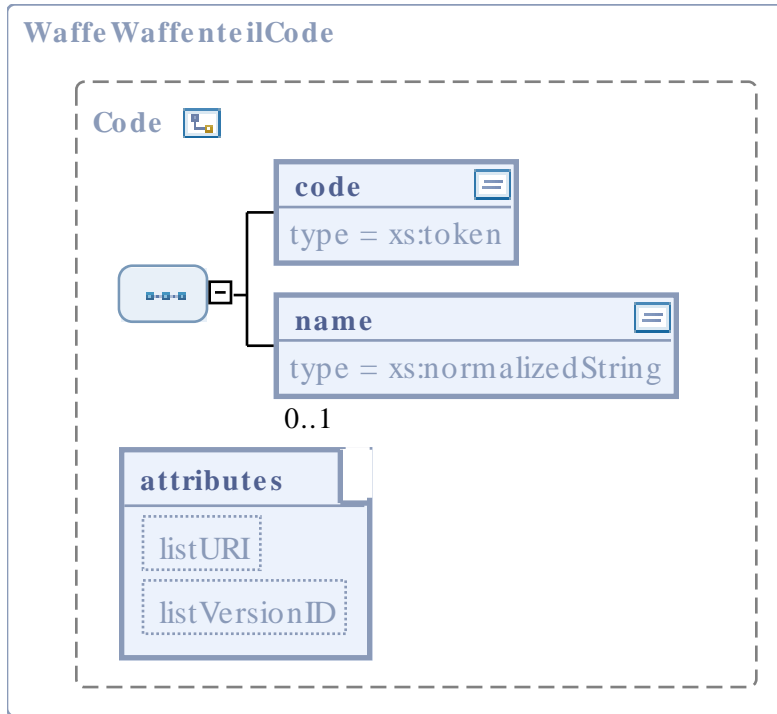 WaffeWaffenteilCode
Code
code
type = xs:token
name
type = xs:normalizedString
0..1
attributes
listURI
listVersionID